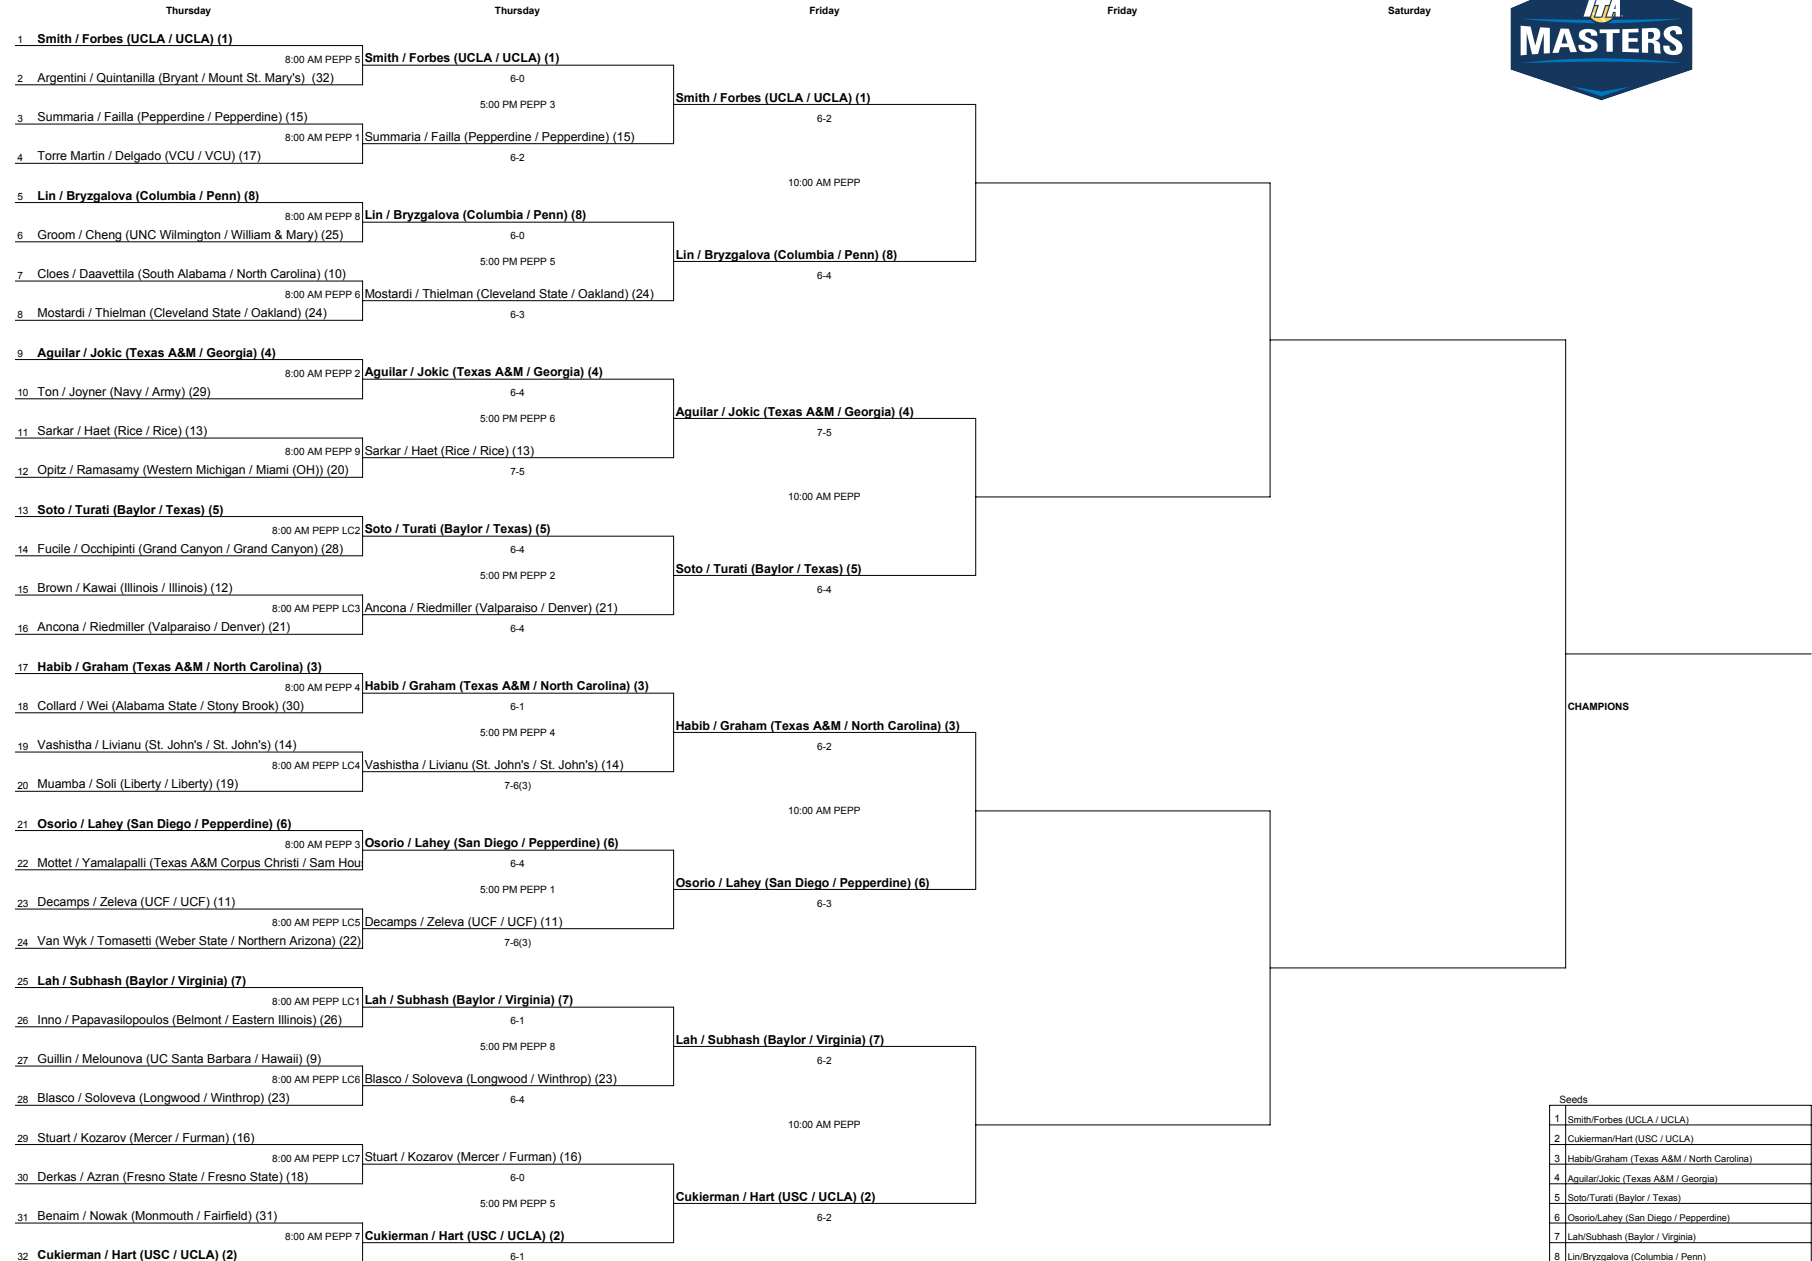 Thursday
Thursday
Friday
Friday
Saturday
ITA
MASTERS
1 Smith / Forbes (UCLA / UCLA) (1)
8:00 AM PEPP 5
2 Argentini / Quintanilla (Bryant / Mount St. Mary's) (32)
3 Summaria / Failla (Pepperdine / Pepperdine) (15)
8:00 AM PEPP 1
4 Torre Martin / Delgado (VCU / VCU) (17)
5 Lin / Bryzgalova (Columbia / Penn) (8)
8:00 AM PEPP 8
6 Groom / Cheng (UNC Wilmington / William & Mary) (25)
7 Cloes / Daavettila (South Alabama / North Carolina) (10)
8:00 AM PEPP 6
8 Mostardi / Thielman (Cleveland State / Oakland) (24)
9 Aguilar / Jokic (Texas A&M / Georgia) (4)
8:00 AM PEPP 2
10 Ton / Joyner (Navy / Army) (29)
11 Sarkar / Haet (Rice / Rice) (13)
8:00 AM PEPP 9
12 Opitz / Ramasamy (Western Michigan / Miami (OH)) (20)
13 Soto / Turati (Baylor / Texas) (5)
8:00 AM PEPP LC2
14 Fucile / Occhipinti (Grand Canyon / Grand Canyon) (28)
15 Brown / Kawai (Illinois / Illinois) (12)
8:00 AM PEPP LC3
16 Ancona / Riedmiller (Valparaiso / Denver) (21)
17 Habib / Graham (Texas A&M / North Carolina) (3)
8:00 AM PEPP 4
18 Collard / Wei (Alabama State / Stony Brook) (30)
19 Vashistha / Livianu (St. John's / St. John's) (14)
8:00 AM PEPP LC4
20 Muamba / Soli (Liberty / Liberty) (19)
21 Osorio / Lahey (San Diego / Pepperdine) (6)
8:00 AM PEPP 3
22 Mottet / Yamalapalli (Texas A&M Corpus Christi / Sam Hous
23 Decamps / Zeleva (UCF / UCF) (11)
8:00 AM PEPP LC5
24 Van Wyk / Tomasetti (Weber State / Northern Arizona) (22)
25 Lah / Subhash (Baylor / Virginia) (7)
8:00 AM PEPP LC1
26 Inno / Papavasilopoulos (Belmont / Eastern Illinois) (26)
27 Guillin / Melounova (UC Santa Barbara / Hawaii) (9)
8:00 AM PEPP LC6
28 Blasco / Soloveva (Longwood / Winthrop) (23)
29 Stuart / Kozarov (Mercer / Furman) (16)
8:00 AM PEPP LC7
30 Derkas / Azran (Fresno State / Fresno State) (18)
31 Benaim / Nowak (Monmouth / Fairfield) (31)
8:00 AM PEPP 7
32 Cukierman / Hart (USC / UCLA) (2)
Smith / Forbes (UCLA / UCLA) (1)
6-0
5:00 PM PEPP 3
Summaria / Failla (Pepperdine / Pepperdine) (15)
6-2
Lin / Bryzgalova (Columbia / Penn) (8)
6-0
5:00 PM PEPP 5
Mostardi / Thielman (Cleveland State / Oakland) (24)
6-3
Aguilar / Jokic (Texas A&M / Georgia) (4)
6-4
5:00 PM PEPP 6
Sarkar / Haet (Rice / Rice) (13)
7-5
Soto / Turati (Baylor / Texas) (5)
6-4
5:00 PM PEPP 2
Ancona / Riedmiller (Valparaiso / Denver) (21)
6-4
Habib / Graham (Texas A&M / North Carolina) (3)
6-1
5:00 PM PEPP 4
Vashistha / Livianu (St. John's / St. John's) (14)
7-6(3)
Osorio / Lahey (San Diego / Pepperdine) (6)
6-4
5:00 PM PEPP 1
Decamps / Zeleva (UCF / UCF) (11)
7-6(3)
Lah / Subhash (Baylor / Virginia) (7)
6-1
5:00 PM PEPP 8
Blasco / Soloveva (Longwood / Winthrop) (23)
6-4
Stuart / Kozarov (Mercer / Furman) (16)
6-0
5:00 PM PEPP 5
Cukierman / Hart (USC / UCLA) (2)
6-1
Smith / Forbes (UCLA / UCLA) (1)
6-2
10:00 AM PEPP
Lin / Bryzgalova (Columbia / Penn) (8)
6-4
Aguilar / Jokic (Texas A&M / Georgia) (4)
7-5
10:00 AM PEPP
Soto / Turati (Baylor / Texas) (5)
6-4
Habib / Graham (Texas A&M / North Carolina) (3)
6-2
10:00 AM PEPP
Osorio / Lahey (San Diego / Pepperdine) (6)
6-3
Lah / Subhash (Baylor / Virginia) (7)
6-2
10:00 AM PEPP
Cukierman / Hart (USC / UCLA) (2)
6-2
CHAMPIONS
Seeds
1 Smith/Forbes (UCLA / UCLA)
2 Cukierman/Hart (USC / UCLA)
3 Habib/Graham (Texas A&M / North Carolina)
4 Aguilar/Jokic (Texas A&M / Georgia)
5 Soto/Turati (Baylor / Texas)
6 Osorio/Lahey (San Diego / Pepperdine)
7 Lah/Subhash (Baylor / Virginia)
8 Lin/Bryzgalova (Columbia / Penn)